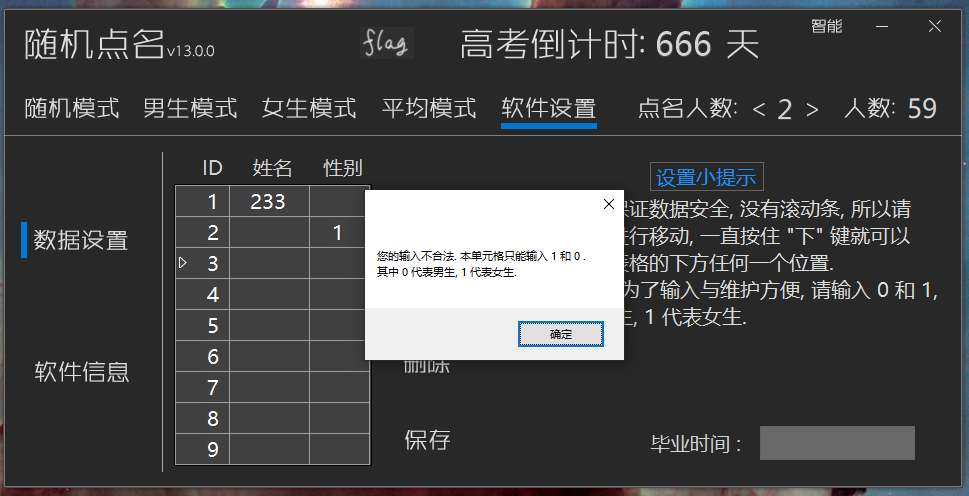 智能
随机点名v13.0.0 flag 高考倒计时: 666 天
随机模式 男生模式 女生模式 平均模式 软件设置 点名人数: < 2 > 人数: 59
ID 姓名 性别
1 233
2 1
3
4
5
6
7
8
9
数据设置
软件信息
您的输入不合法. 本单元格只能输入 1 和 0 .
其中 0 代表男生, 1 代表女生.
确定
设置小提示
保证数据安全, 没有滚动条, 所以请
进行移动, 一直按住 "下" 键就可以
表格的下方任何一个位置.
为了输入与维护方便, 请输入 0 和 1,
生, 1 代表女生.
删除
保存
毕业时间 :